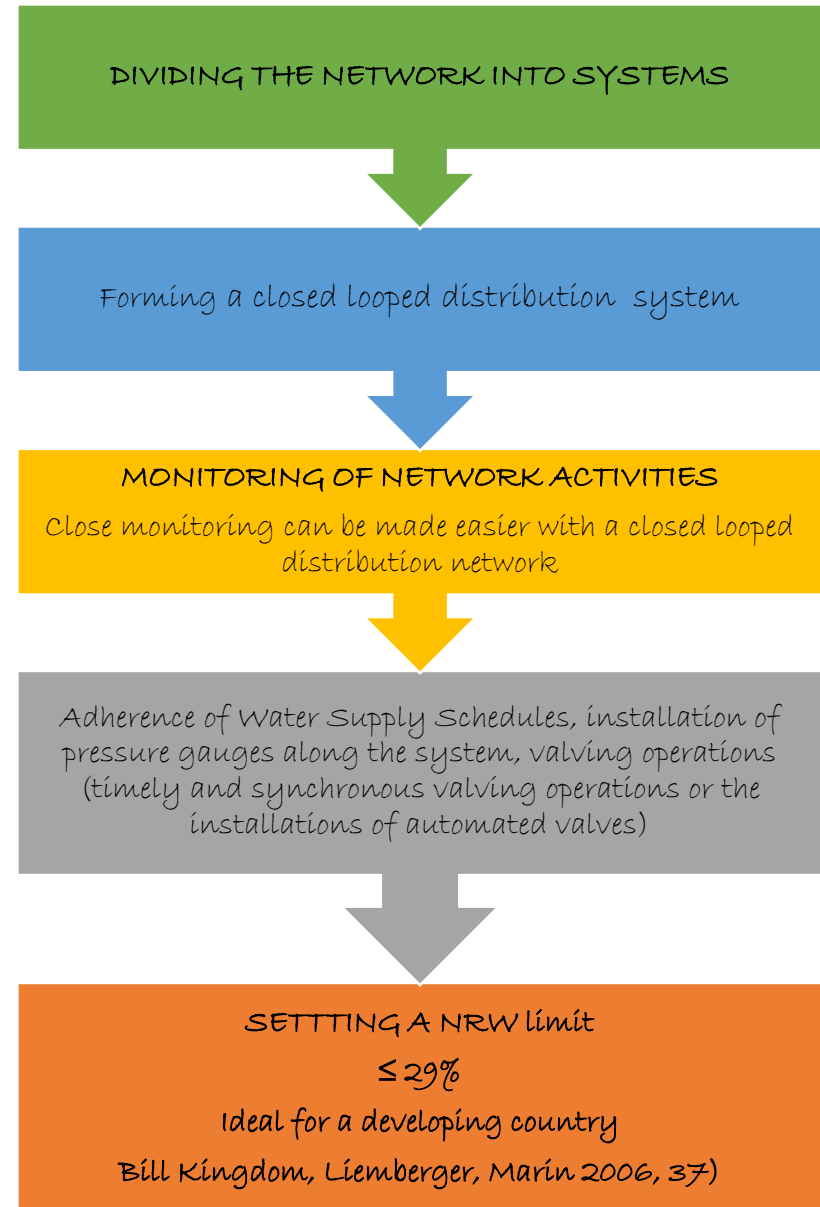 DIVIDING THE NETWORK INTO SYSTEMS
Forming a closed looped distribution system
MONITORING OF NETWORK ACTIVITIES
Close monitoring can be made easier with a closed looped
distribution network
Adherence of Water Supply Schedules, installation of
pressure gauges along the system, valving operations
(timely and synchronous valving operations or the
installations of automated valves)
SETTTING A NRW limit
≤ 29%
Ideal for a developing country
Bill Kingdom, Liemberger, Marin 2006, 37)